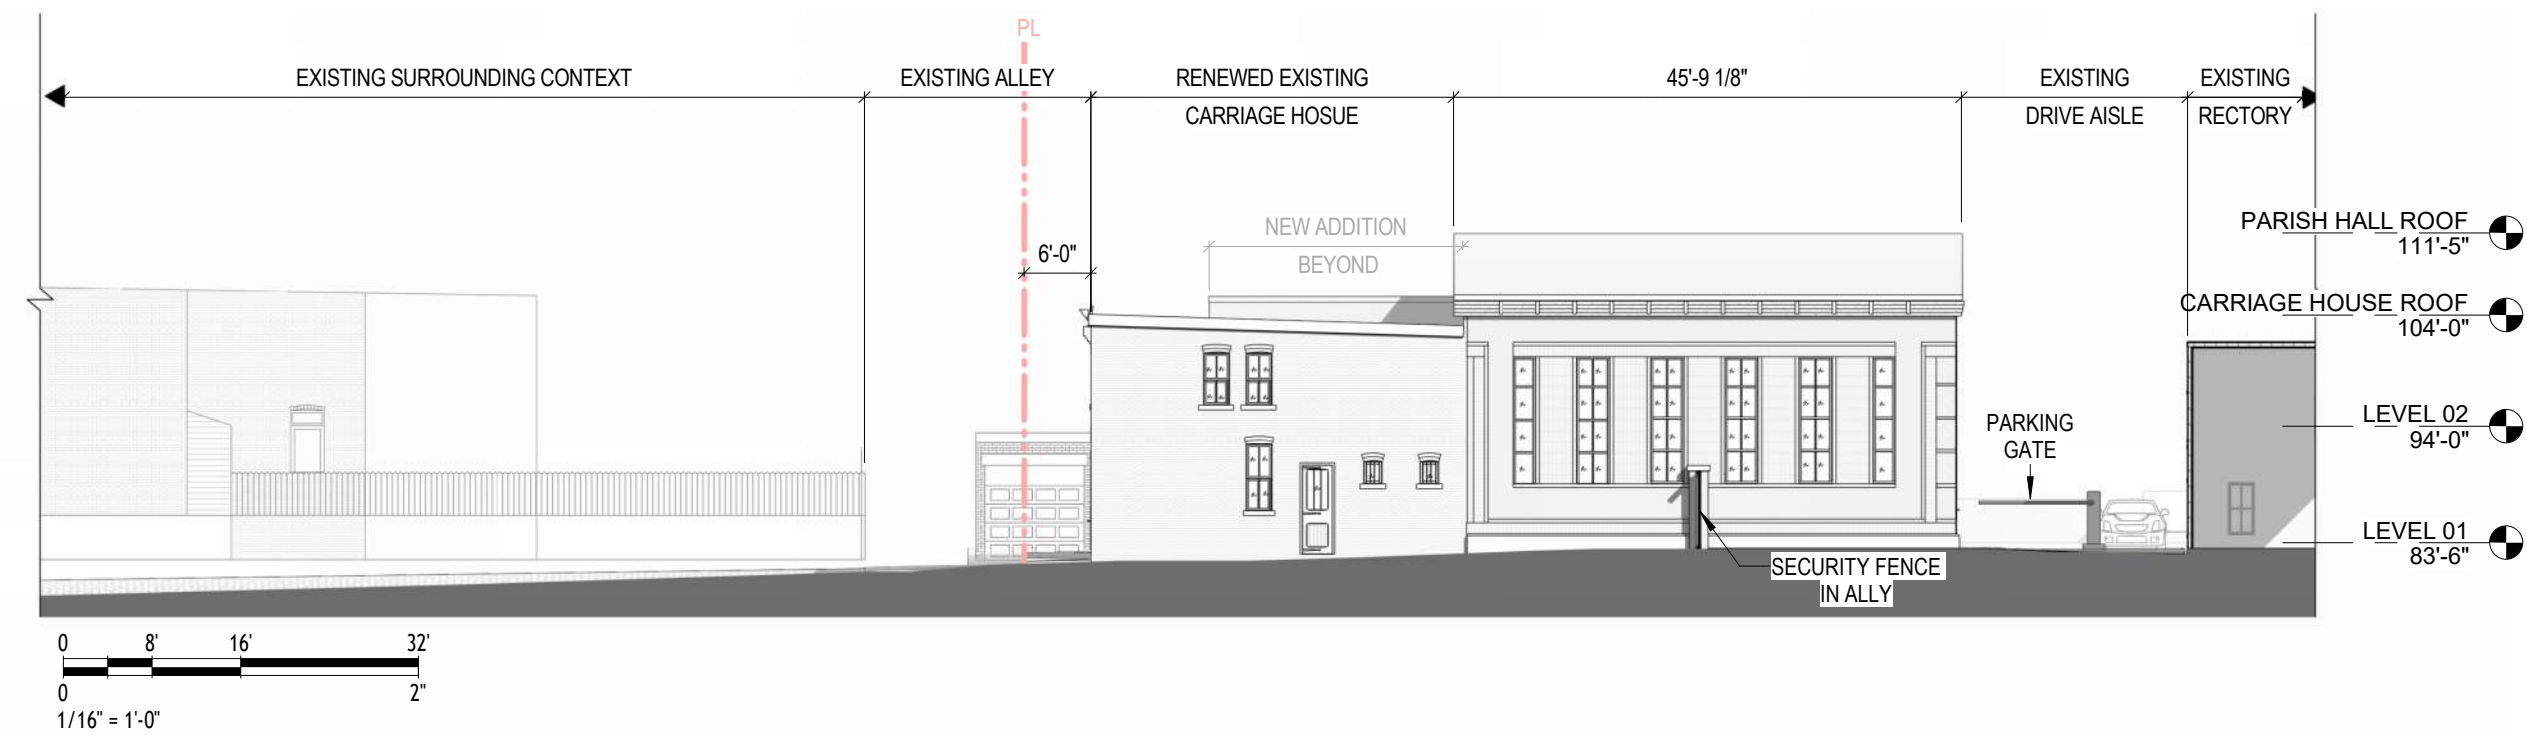 PL
EXISTING SURROUNDING CONTEXT
EXISTING ALLEY
RENEWED EXISTING
CARRIAGE HOSUE
45'-9 1/8"
EXISTING
DRIVE AISLE
EXISTING
RECTORY
6'-0"
NEW ADDITION
BEYOND
PARISH HALL ROOF
111'-5"
CARRIAGE HOUSE ROOF
104'-0"
LEVEL 02
94'-0"
LEVEL 01
83'-6"
PARKING
GATE
SECURITY FENCE
IN ALLY
0 8' 16' 32'
0 2"
1/16" = 1'-0"